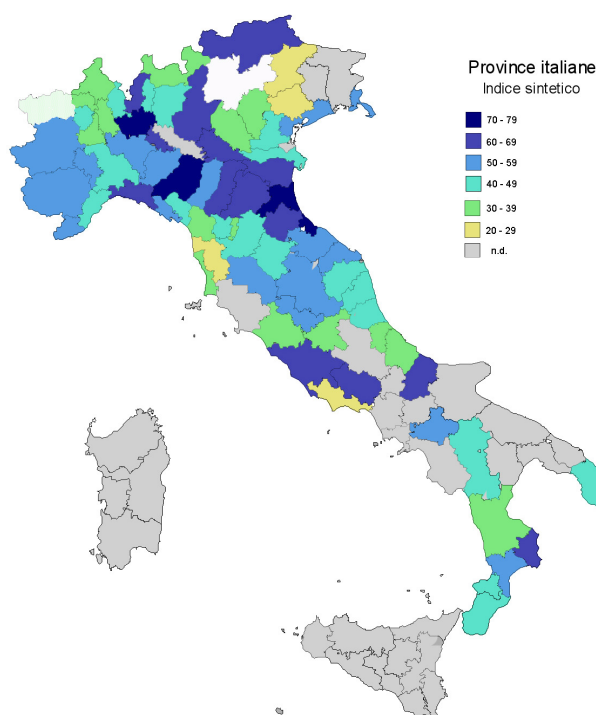 Province italiane
Indice sintetico
70 - 79
60 - 69
50 - 59
40 - 49
30 - 39
20 - 29
n.d.